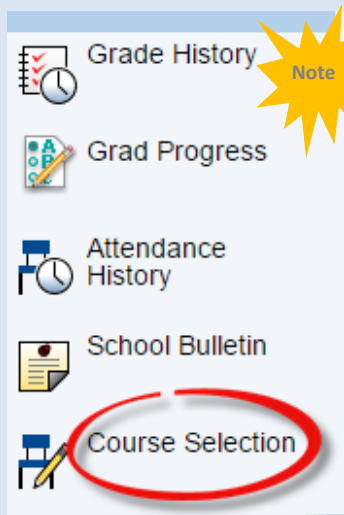 Grade History
Note
Grad Progress
Attendance
History
School Bulletin
Course Selection